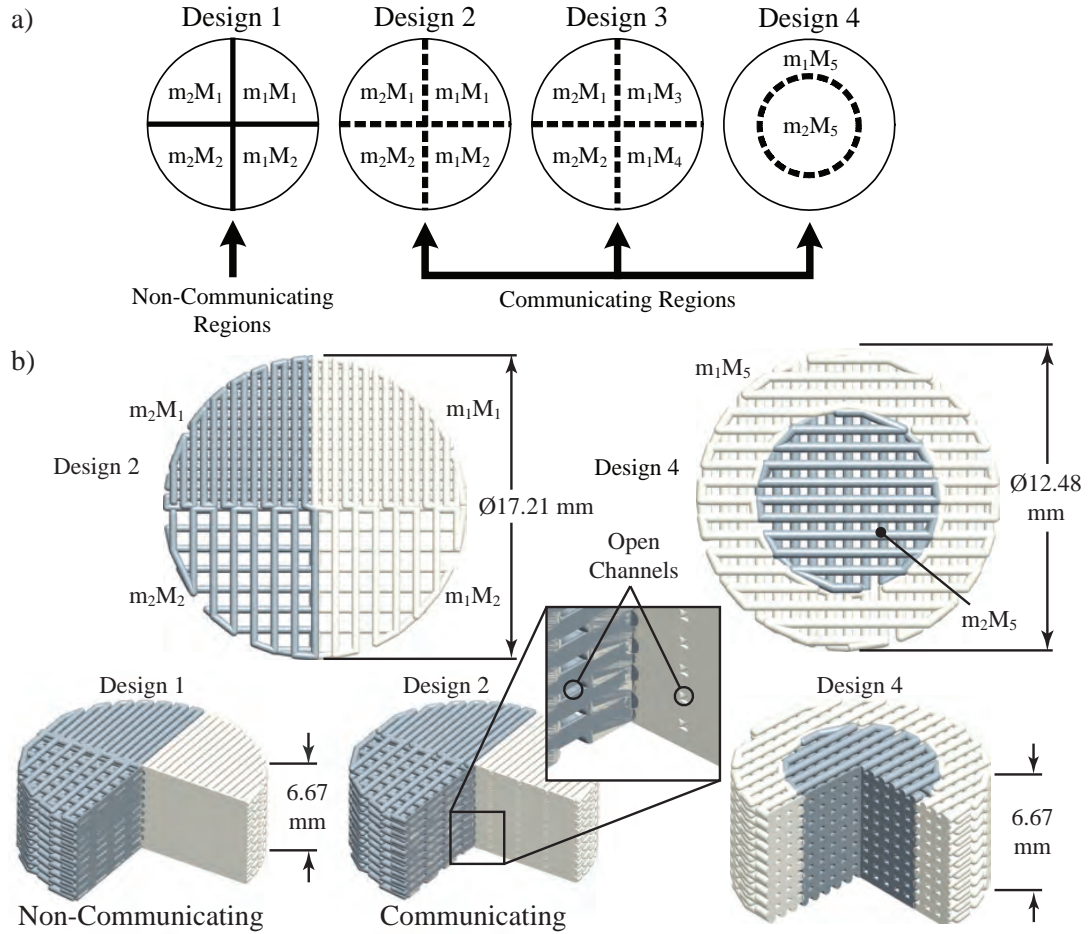 a)
Design 1
Design 2
Design 3
Design 4
m₂M₁
m₁M₁
m₂M₂
m₁M₂
m₂M₁
m₁M₁
m₂M₂
m₁M₂
m₂M₁
m₁M₃
m₂M₂
m₁M₄
m₁M₅
m₂M₅
Non-Communicating
Regions
Communicating Regions
b)
m₂M₁
m₁M₁
Design 2
m₂M₂
m₁M₂
Ø17.21 mm
m₁M₅
Design 4
Ø12.48
mm
m₂M₅
Open
Channels
Design 1
6.67
mm
Non-Communicating
Design 2
Communicating
Design 4
6.67
mm